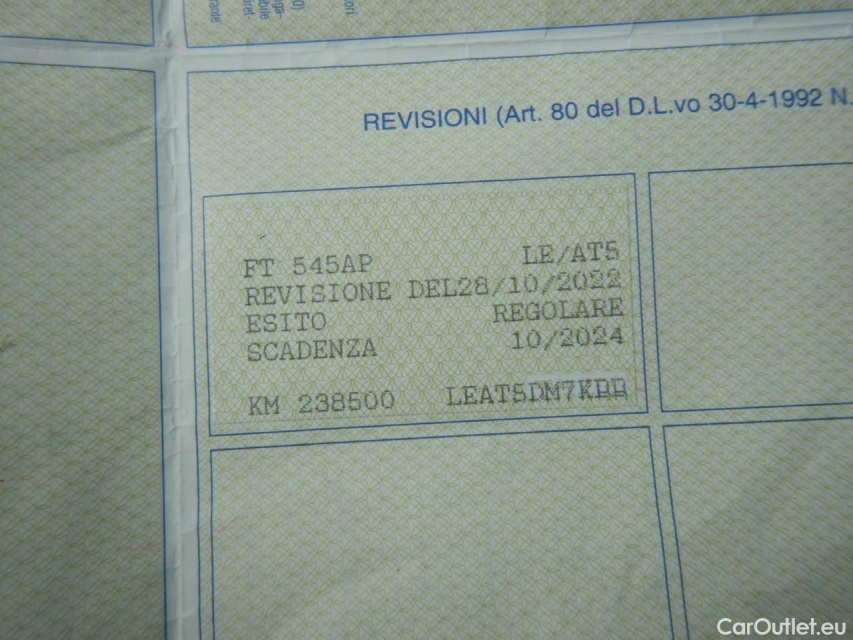 REVISIONI (Art. 80 del D.L.vo 30-4-1992 N.
FT 545AP LE/AT5
REVISIONE DEL28/10/2022
ESITO REGOLARE
SCADENZA 10/2024
KM 238500
CarOutlet.eu